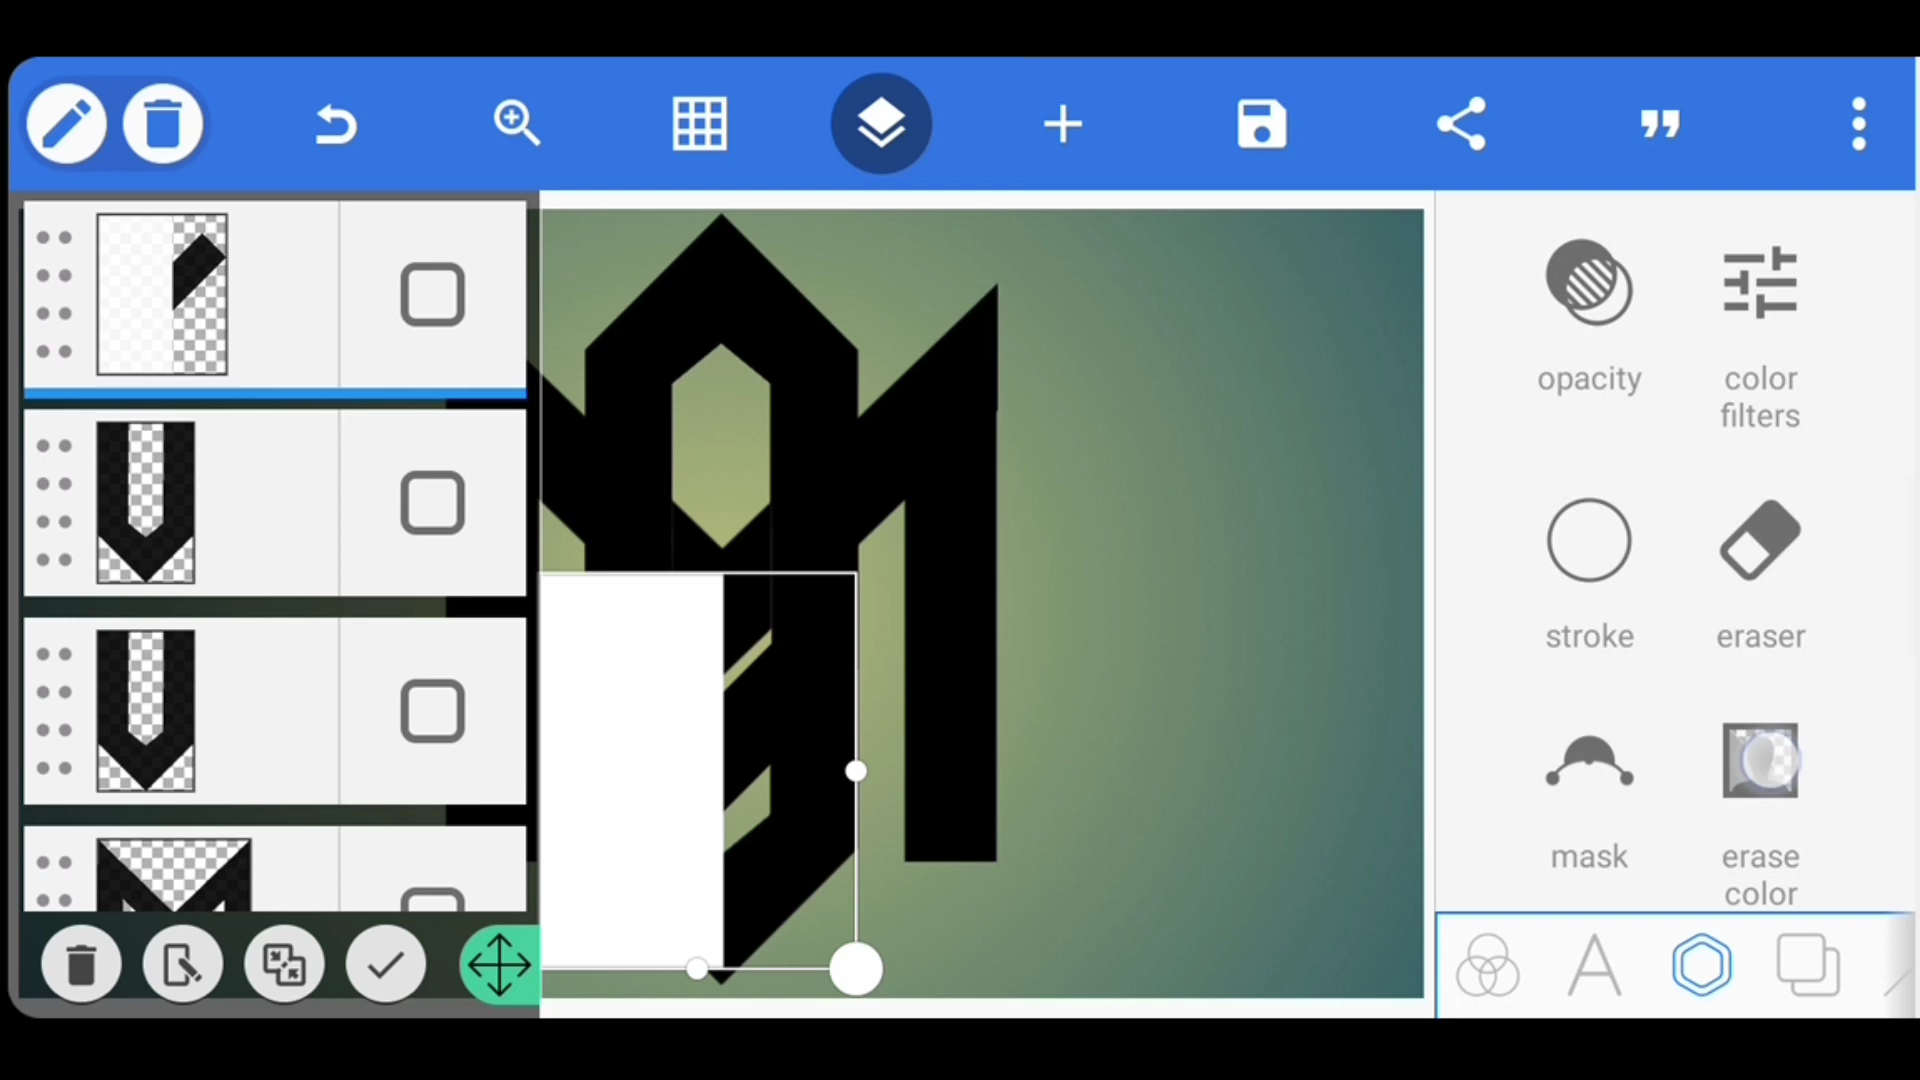 opacity
color
filters
stroke
eraser
mask
erase
color